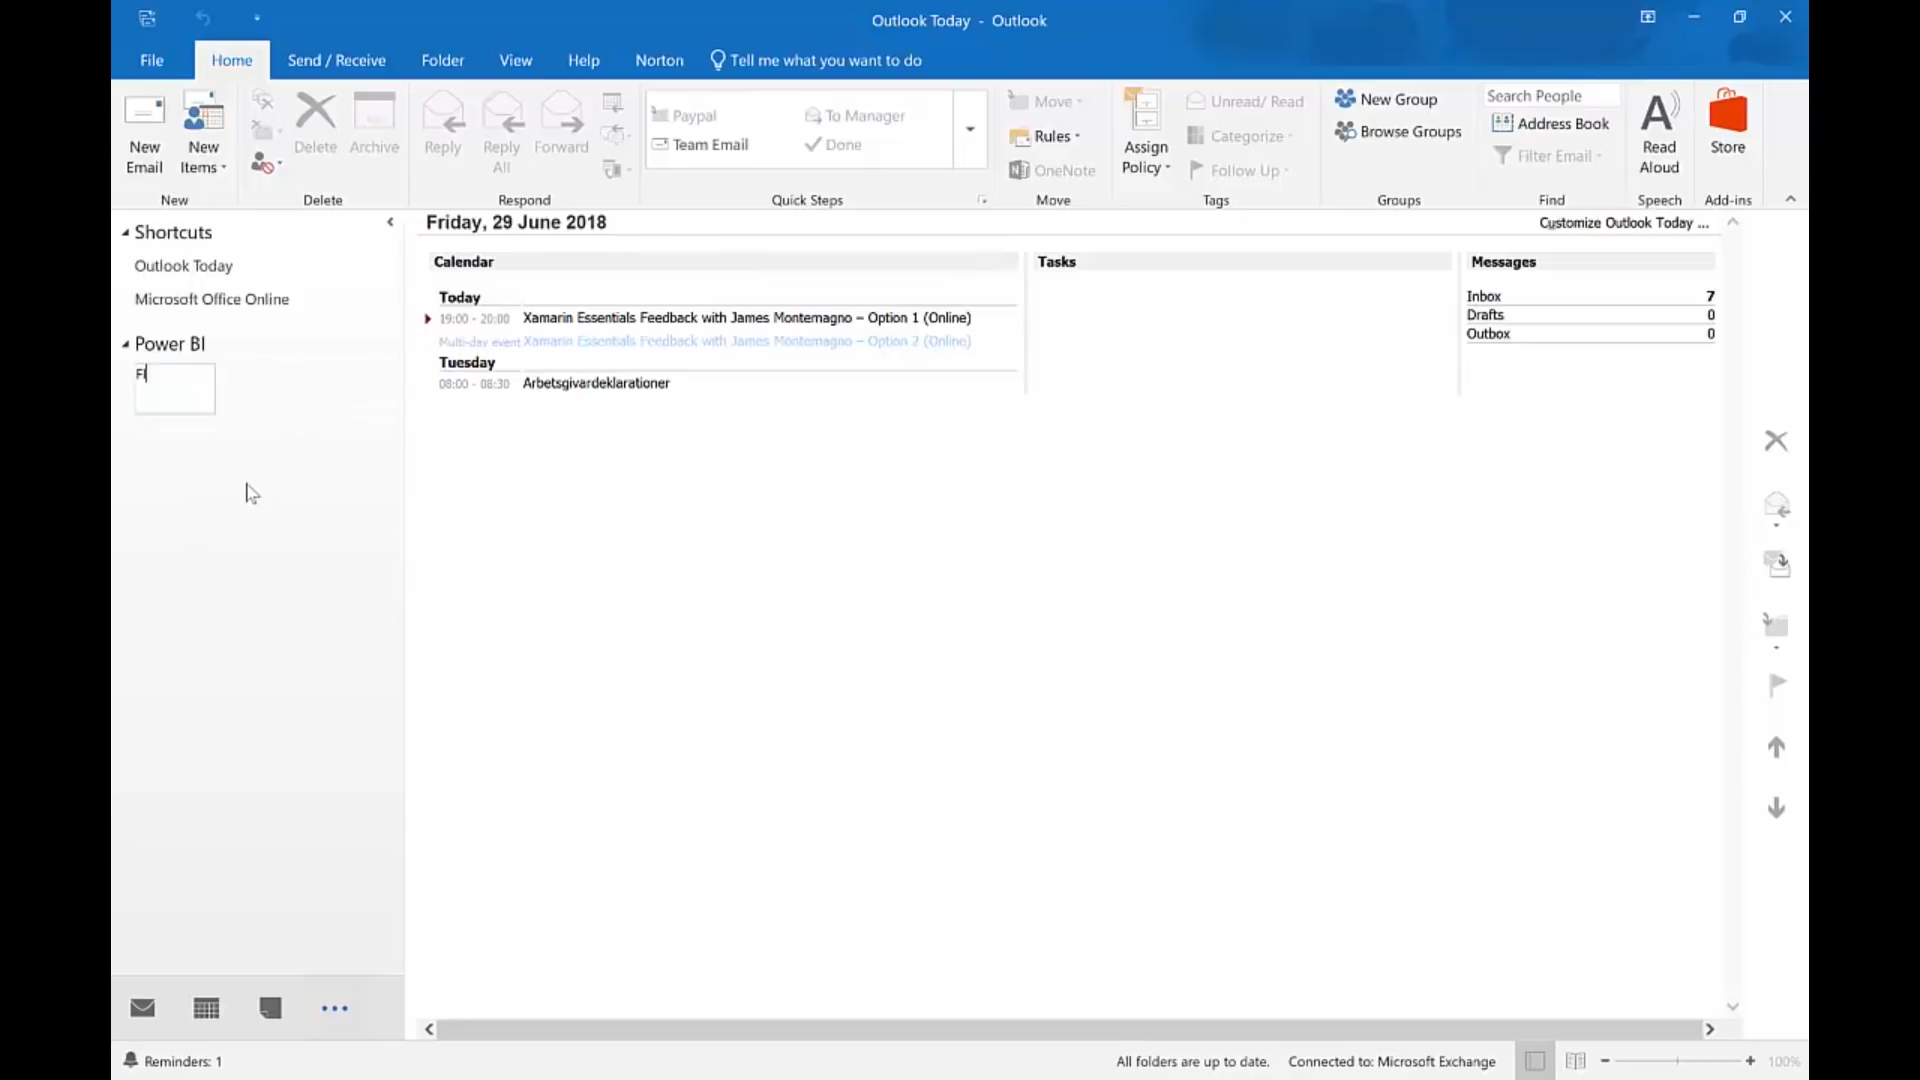 Outlook Today - Outlook
File Home Send / Receive Folder View Help Norton Tell me what you want to do
New Email
New Items
Delete
Archive
Reply
Reply All
Forward
Paypal
To Manager
Team Email
Done
Move
Rules
OneNote
Assign Policy
Unread/ Read
Categorize
Follow Up
New Group
Browse Groups
Search People
Address Book
Filter Email
Read Aloud
Store
New Delete Respond Quick Steps Move Tags Groups Find Speech Add-ins
Shortcuts
Outlook Today
Microsoft Office Online
Power BI
Friday, 29 June 2018
Customize Outlook Today ...
Calendar
Today
19:00 - 20:00 Xamarin Essentials Feedback with James Montemagno – Option 1 (Online)
Multi-day event Xamarin Essentials Feedback with James Montemagno – Option 2 (Online)
Tuesday
08:00 - 08:30 Arbetsgivardeklarationer
Tasks
Messages
Inbox 7
Drafts 0
Outbox 0
Reminders: 1
All folders are up to date. Connected to: Microsoft Exchange
100%